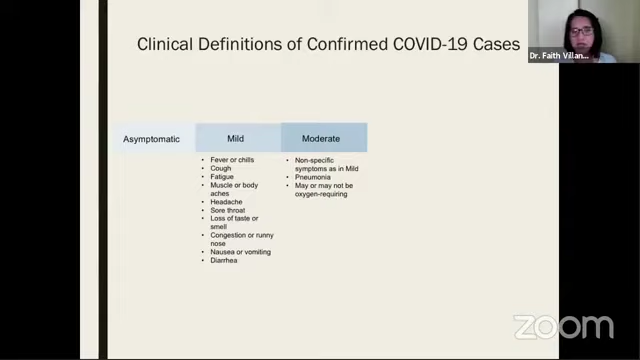 Clinical Definitions of Confirmed COVID-19 Cases
Dr. Faith Villan...
Asymptomatic
Mild
Moderate
• Fever or chills
• Cough
• Fatigue
• Muscle or body
aches
• Headache
• Sore throat
• Loss of taste or
smell
• Congestion or runny
nose
• Nausea or vomiting
• Diarrhea
• Non-specific
symptoms as in Mild
• Pneumonia
• May or may not be
oxygen-requiring
zoom